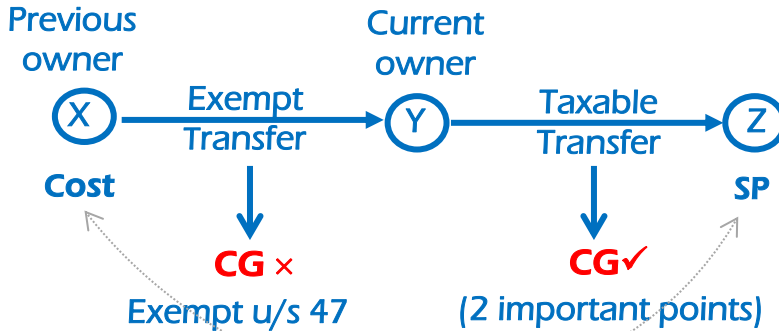 Previous
owner
Current
owner
X
Exempt
Transfer
Y
Taxable
Transfer
Z
Cost
SP
CG ×
CG✓
Exempt u/s 47
(2 important points)